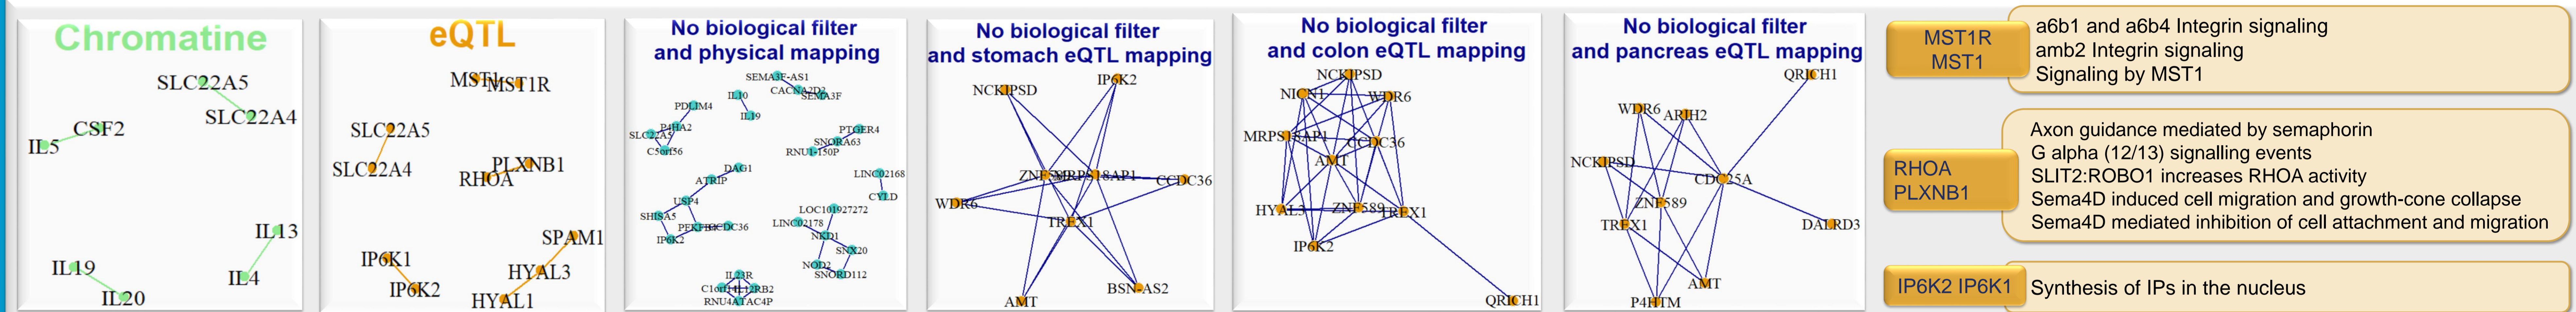 Chromatine
SLC22A5
SLC22A4
CSF2
IL5
IL13
IL19
IL4
IL20
eQTL
MST1
MST1R
SLC22A5
SLC22A4
PLXNB1
RHOA
SPAM1
IP6K1
HYAL3
IP6K2
HYAL1
No biological filter
and physical mapping
SEMA3F-AS1
CACNA2D2
SEMA3F
IL10
PDLIM4
IL19
P4HA2
SLC22A5
C5orf56
PTGER4
SNORA63
RNU1-150P
DAG1
ATRIP
LINC02168
CYLD
USP4
LOC101927272
SHISA5
LINC02178
CCDC36
IP6K2
NKD1
SNX20
NOD2
SNORD112
IL23R
IL12RB2
RNU4ATAC4P
No biological filter
and stomach eQTL mapping
IP6K2
NCKIPSD
ZNF589
MRPS18AP1
CCDC36
WDR6
TREX1
BSN-AS2
AMT
No biological filter
and colon eQTL mapping
NCKIPSD
NICN1
WDR6
MRPS18AP1
CCDC36
AMT
HYAL3
ZNF589
TREX1
IP6K2
QRICH1
No biological filter
and pancreas eQTL mapping
QRICH1
WDR6
ARIH2
NCKIPSD
CDC25A
ZNF589
TREX1
DALRD3
AMT
P4HTM
MST1R
MST1
a6b1 and a6b4 Integrin signaling
amb2 Integrin signaling
Signaling by MST1
RHOA
PLXNB1
Axon guidance mediated by semaphorin
G alpha (12/13) signalling events
SLIT2:ROBO1 increases RHOA activity
Sema4D induced cell migration and growth-cone collapse
Sema4D mediated inhibition of cell attachment and migration
IP6K2 IP6K1
Synthesis of IPs in the nucleus